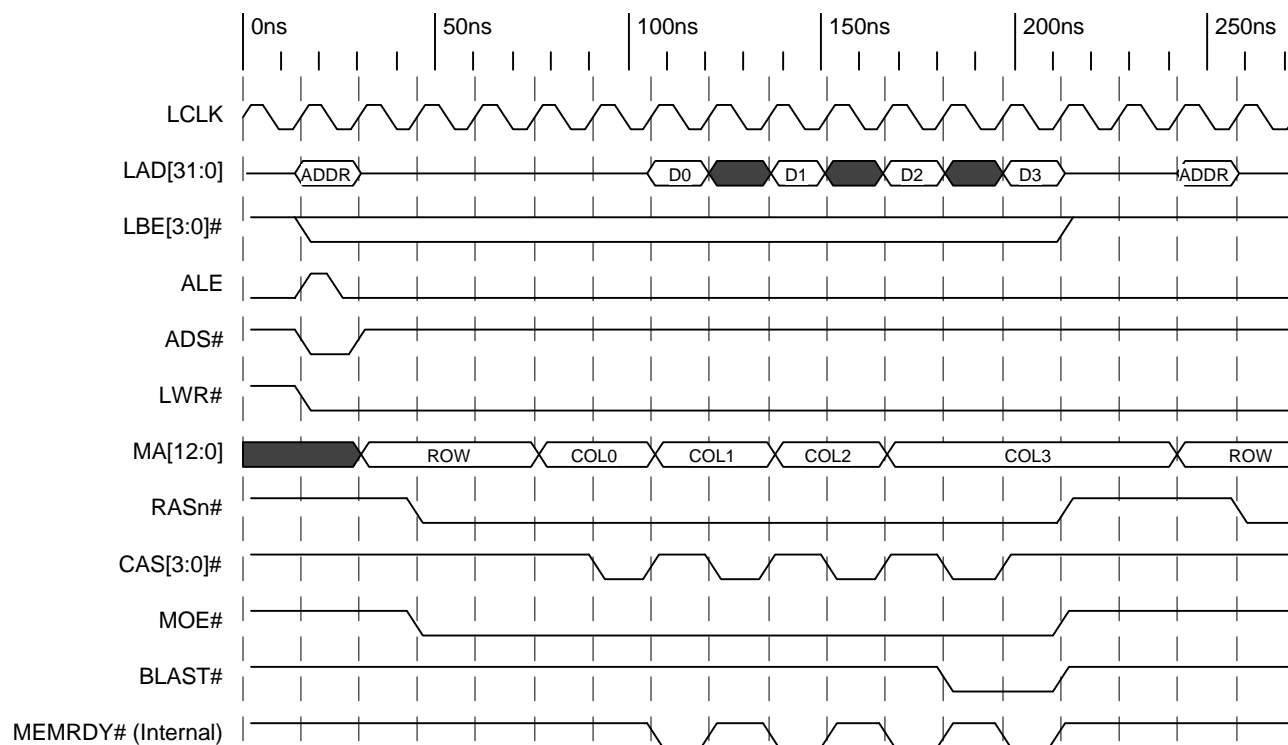 0ns 50ns 100ns 150ns 200ns 250ns
LCLK
LAD[31:0] ADDR D0 D1 D2 D3 ADDR
LBE[3:0]#
ALE
ADS#
LWR#
MA[12:0] ROW COL0 COL1 COL2 COL3 ROW
RASn#
CAS[3:0]#
MOE#
BLAST#
MEMRDY# (Internal)